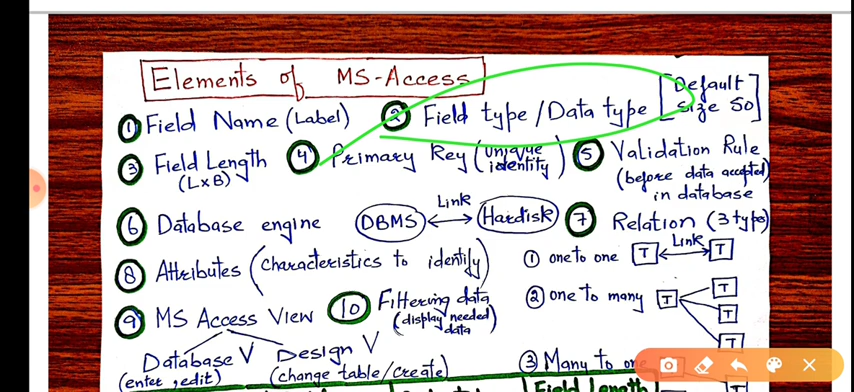 Elements of MS-Access
① Field Name (Label) ② Field type/Data type [Default size 50]
③ Field Length (LxB) ④ Primary Key (unique identity) ⑤ Validation Rule (before data accepted in database)
⑥ Database engine DBMS Link Hardisk ⑦ Relation (3 type)
⑧ Attributes (characteristics to identify) ① one to one T Link T
⑨ MS Access View ⑩ Filtering data (display needed data) ② one to many T T T T
Database V (enter, edit) Design V (change table/create) ③ Many to one
Field Length